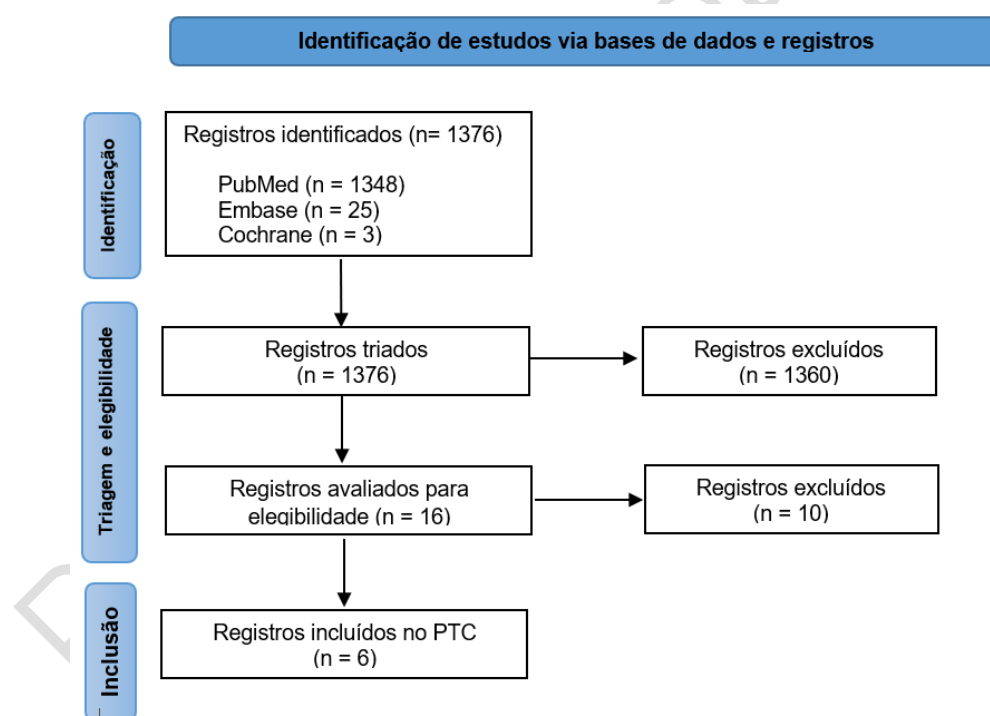 Identificação de estudos via bases de dados e registros
Identificação
Registros identificados (n= 1376)
PubMed (n = 1348)
Embase (n = 25)
Cochrane (n = 3)
Triagem e elegibilidade
Registros triados
(n = 1376)
Registros excluídos
(n = 1360)
Registros avaliados para
elegibilidade (n = 16)
Registros excluídos
(n = 10)
Inclusão
Registros incluídos no PTC
(n = 6)